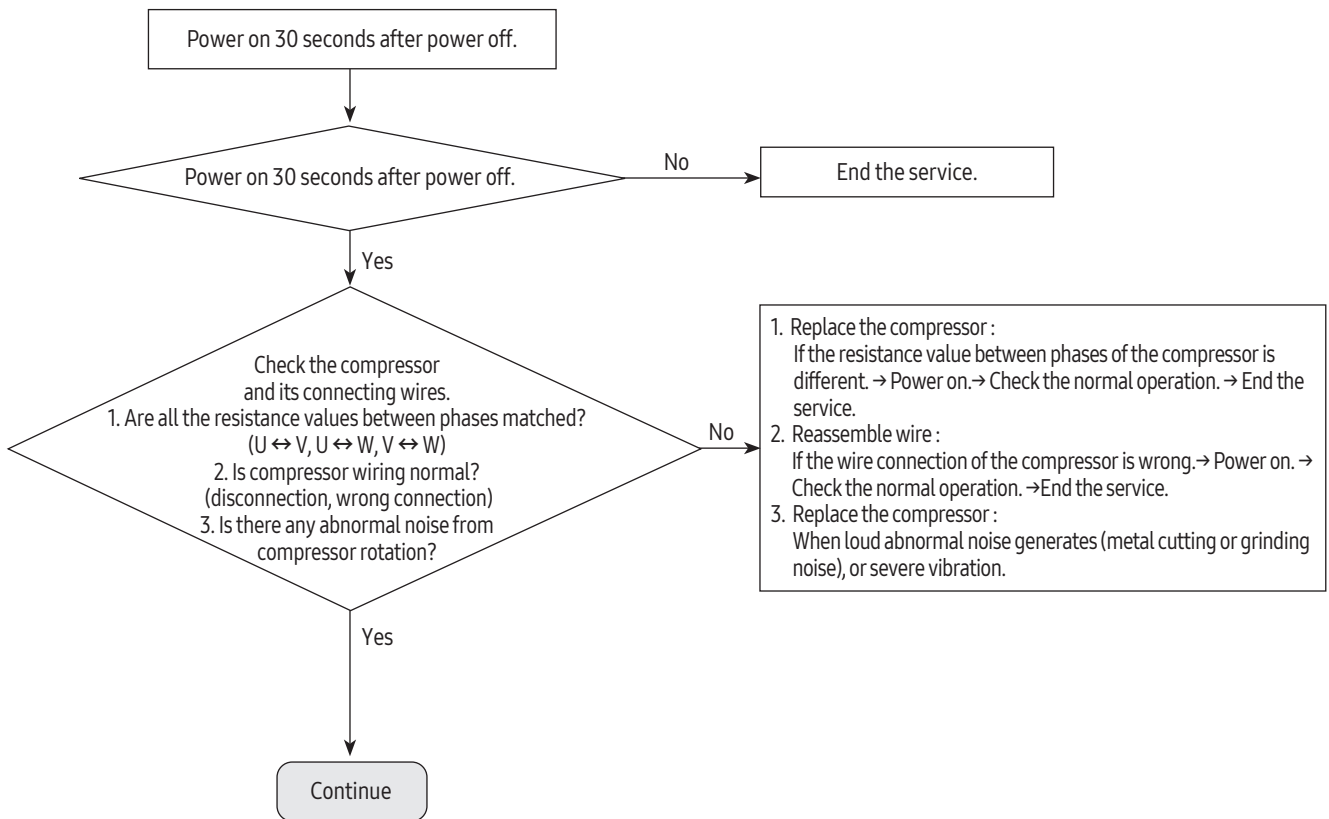 Power on 30 seconds after power off.
Power on 30 seconds after power off.
No
End the service.
Yes
Check the compressor
and its connecting wires.
1. Are all the resistance values between phases matched?
(U ↔ V, U ↔ W, V ↔ W)
2. Is compressor wiring normal?
(disconnection, wrong connection)
3. Is there any abnormal noise from
compressor rotation?
No
1. Replace the compressor :
If the resistance value between phases of the compressor is
different. → Power on.→ Check the normal operation. → End the
service.
2. Reassemble wire :
If the wire connection of the compressor is wrong.→ Power on. →
Check the normal operation. →End the service.
3. Replace the compressor :
When loud abnormal noise generates (metal cutting or grinding
noise), or severe vibration.
Yes
Continue